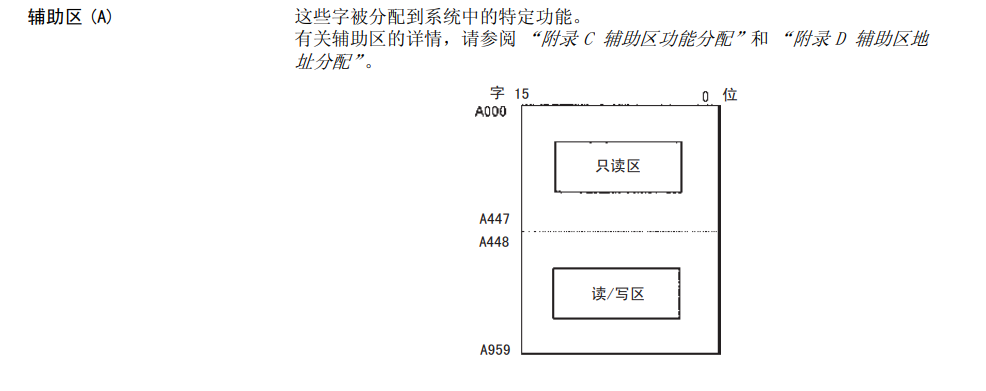 辅助区 (A)
这些字被分配到系统中的特定功能。
有关辅助区的详情，请参阅 “附录 C 辅助区功能分配”和 “附录 D 辅助区地
址分配”。
字 15 0 位
A000
只读区
A447
A448
读/写区
A959